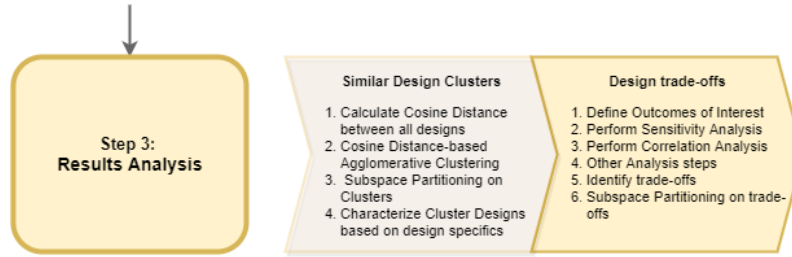 Step 3:
Results Analysis
Similar Design Clusters
1. Calculate Cosine Distance
between all designs
2. Cosine Distance-based
Agglomerative Clustering
3. Subspace Partitioning on
Clusters
4. Characterize Cluster Designs
based on design specifics
Design trade-offs
1. Define Outcomes of Interest
2. Perform Sensitivity Analysis
3. Perform Correlation Analysis
4. Other Analysis steps
5. Identify trade-offs
6. Subspace Partitioning on trade-
offs